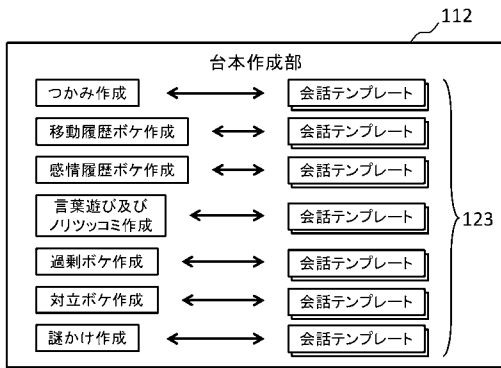 112
台本作成部
つかみ作成
会話テンプレート
移動履歴ボケ作成
会話テンプレート
感情履歴ボケ作成
会話テンプレート
言葉遊び及び
ノリツッコミ作成
会話テンプレート
過剰ボケ作成
会話テンプレート
対立ボケ作成
会話テンプレート
謎かけ作成
会話テンプレート
123